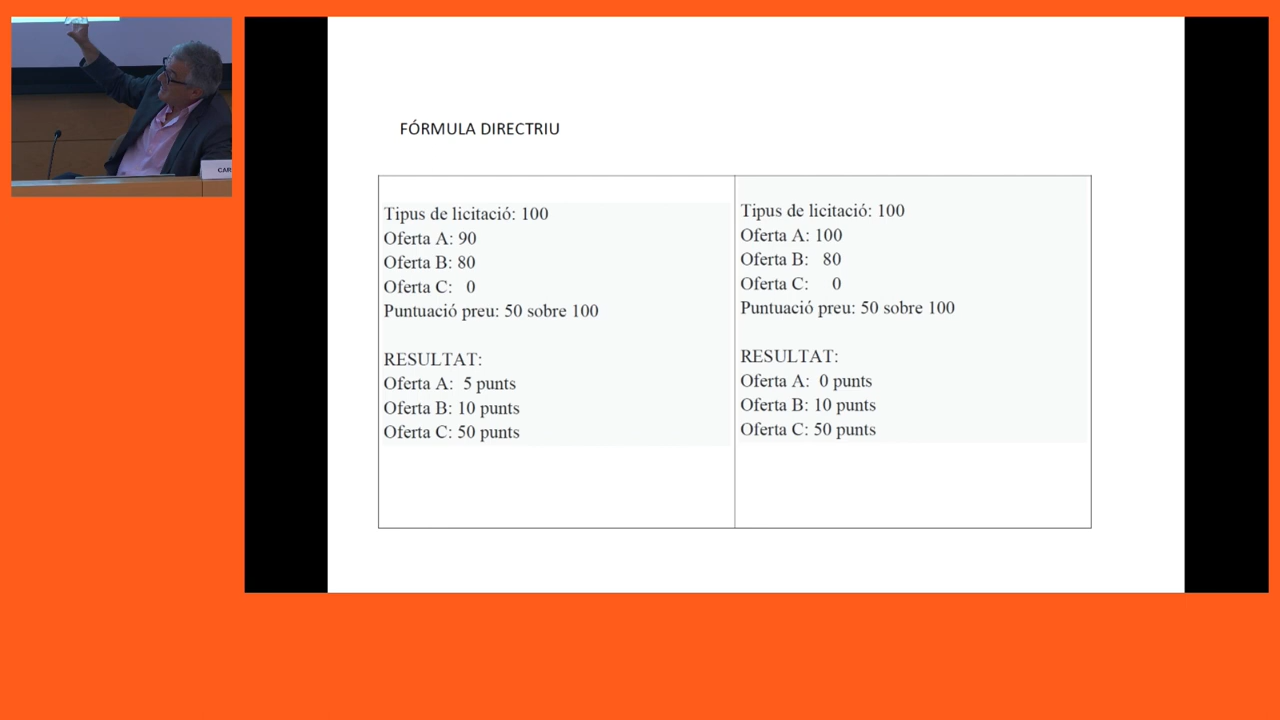 CAR
FÓRMULA DIRECTRIU
Tipus de licitació: 100
Oferta A: 90
Oferta B: 80
Oferta C: 0
Puntuació preu: 50 sobre 100
RESULTAT:
Oferta A: 5 punts
Oferta B: 10 punts
Oferta C: 50 punts
Tipus de licitació: 100
Oferta A: 100
Oferta B: 80
Oferta C: 0
Puntuació preu: 50 sobre 100
RESULTAT:
Oferta A: 0 punts
Oferta B: 10 punts
Oferta C: 50 punts